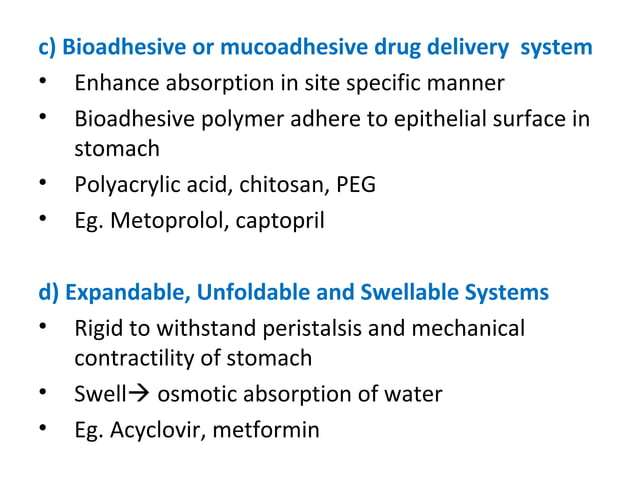 c) Bioadhesive or mucoadhesive drug delivery  system
• Enhance absorption in site specific manner
• Bioadhesive polymer adhere to epithelial surface in
stomach
• Polyacrylic acid, chitosan, PEG
• Eg. Metoprolol, captopril
d) Expandable, Unfoldable and Swellable Systems
• Rigid to withstand peristalsis and mechanical
contractility of stomach
• Swell→ osmotic absorption of water
• Eg. Acyclovir, metformin